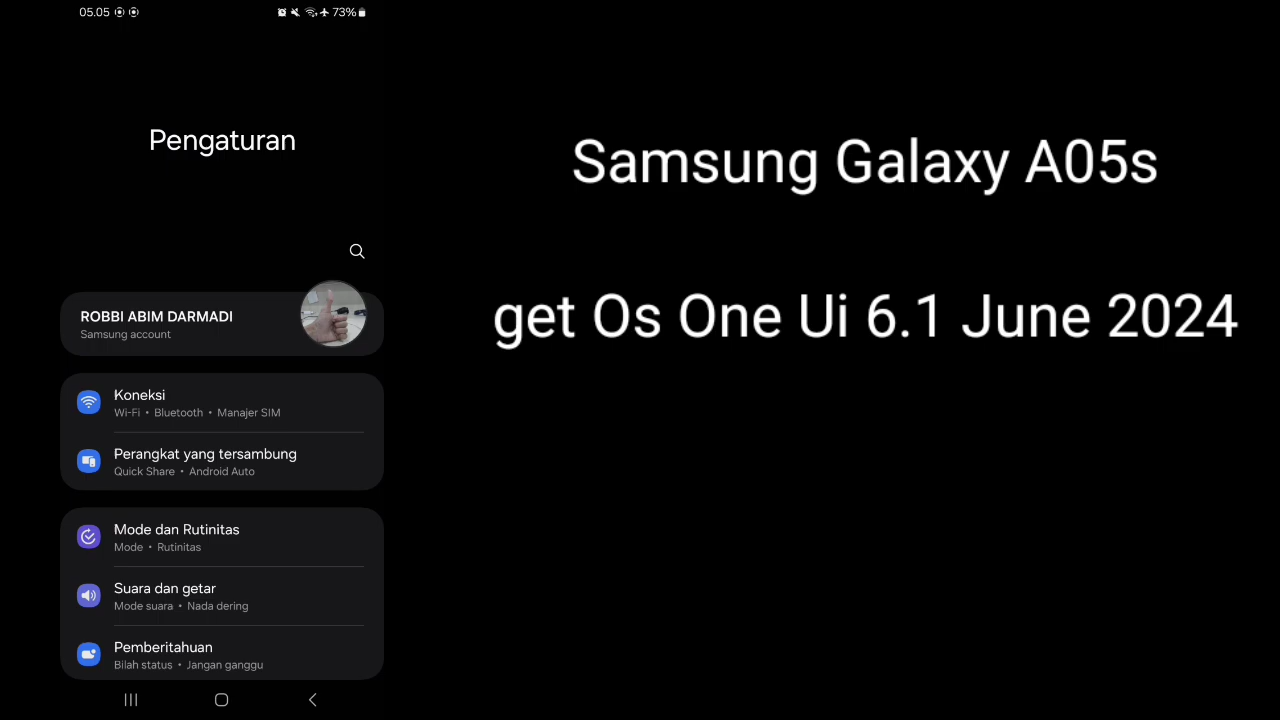 05.05
73%
Pengaturan
ROBBI ABIM DARMADI
Samsung account
Koneksi
Wi-Fi • Bluetooth • Manajer SIM
Perangkat yang tersambung
Quick Share • Android Auto
Mode dan Rutinitas
Mode • Rutinitas
Suara dan getar
Mode suara • Nada dering
Pemberitahuan
Bilah status • Jangan ganggu
Samsung Galaxy A05s
get Os One Ui 6.1 June 2024